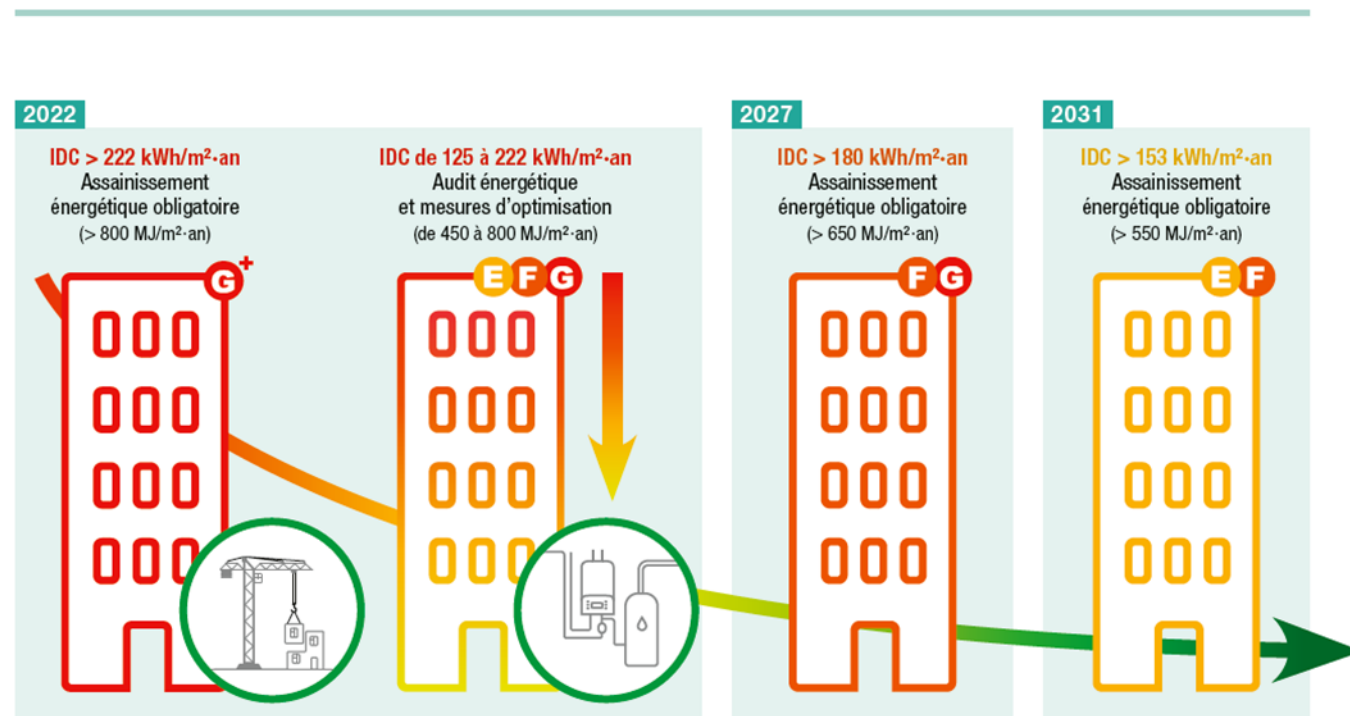 2022
IDC > 222 kWh/m²·an
Assainissement
énergétique obligatoire
(> 800 MJ/m²·an)
G+
IDC de 125 à 222 kWh/m²·an
Audit énergétique
et mesures d’optimisation
(de 450 à 800 MJ/m²·an)
E F G
2027
IDC > 180 kWh/m²·an
Assainissement
énergétique obligatoire
(> 650 MJ/m²·an)
F G
2031
IDC > 153 kWh/m²·an
Assainissement
énergétique obligatoire
(> 550 MJ/m²·an)
E F